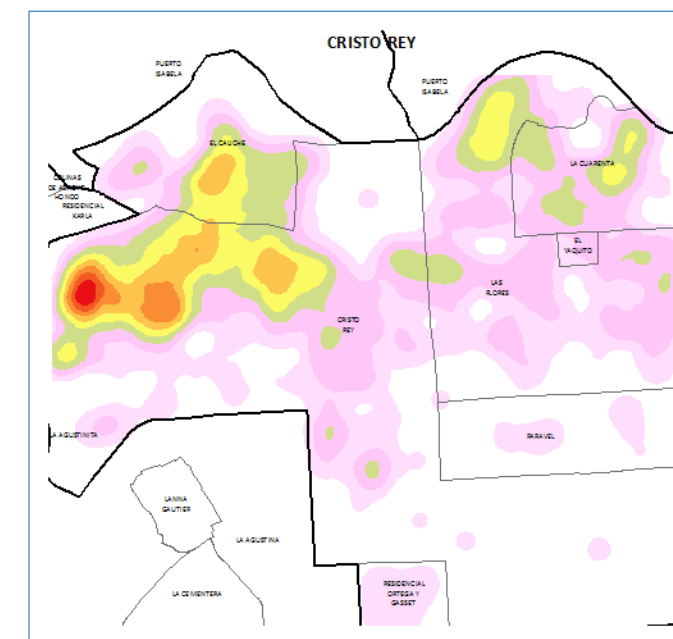 CRISTO REY
PUERTO
ISABELA
PUERTO
ISABELA
EL CAUCHE
LA CUARENTA
COLINAS
DE ARROYO
HONDO
RESIDENCIAL
KARLA
EL
YAQUITO
LAS
FLORES
CRISTO
REY
LA AGUSTINITA
PARAVEL
LANNA
GAUTIER
LA AGUSTINA
LA CEMENTERA
RESIDENCIAL
ORTEGA Y
GASSET